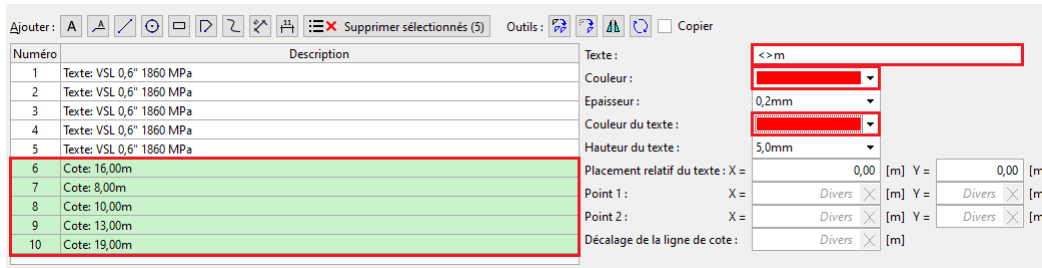 Ajouter : A A 11 Supprimer sélectionnés (5) Outils : Copier
Numéro Description
1 Texte: VSL 0,6" 1860 MPa
2 Texte: VSL 0,6" 1860 MPa
3 Texte: VSL 0,6" 1860 MPa
4 Texte: VSL 0,6" 1860 MPa
5 Texte: VSL 0,6" 1860 MPa
6 Cote: 16,00m
7 Cote: 8,00m
8 Cote: 10,00m
9 Cote: 13,00m
10 Cote: 19,00m
Texte : <>m
Couleur :
Epaisseur : 0,2mm
Couleur du texte :
Hauteur du texte : 5,0mm
Placement relatif du texte : X = 0,00 [m] Y = 0,00 [m
Point 1 : X = Divers [m] Y = Divers [m
Point 2 : X = Divers [m] Y = Divers [m
Décalage de la ligne de cote : Divers [m]